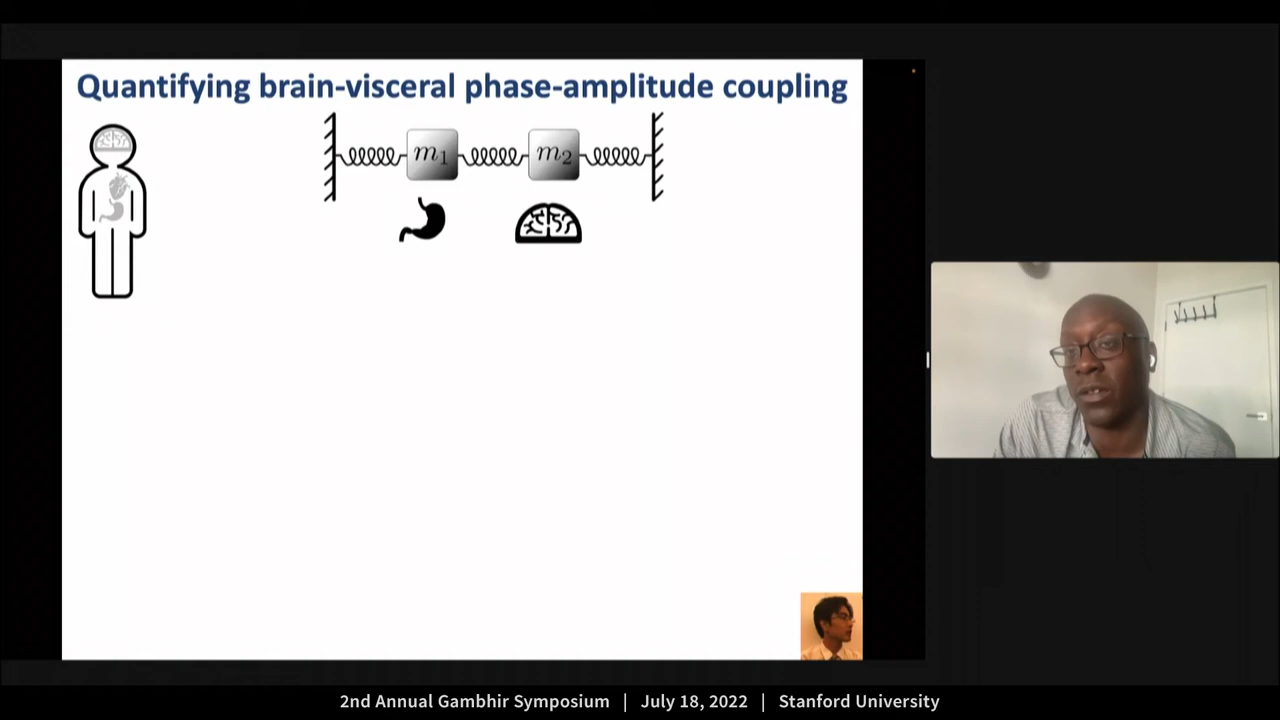 Quantifying brain-visceral phase-amplitude coupling
m1 m2
2nd Annual Gambhir Symposium | July 18, 2022 | Stanford University